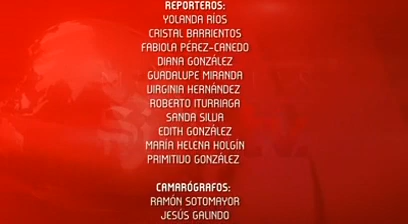 REPORTEROS:
YOLANDA RÍOS
CRISTAL BARRIENTOS
FABIOLA PÉREZ-CANEDO
DIANA GONZÁLEZ
GUADALUPE MIRANDA
VIRGINIA HERNÁNDEZ
ROBERTO ITURRIAGA
SANDA SILVA
EDITH GONZÁLEZ
MARÍA HELENA HOLGÍN
PRIMITIVO GONZÁLEZ
CAMARÓGRAFOS:
RAMÓN SOTOMAYOR
JESÚS GALINDO